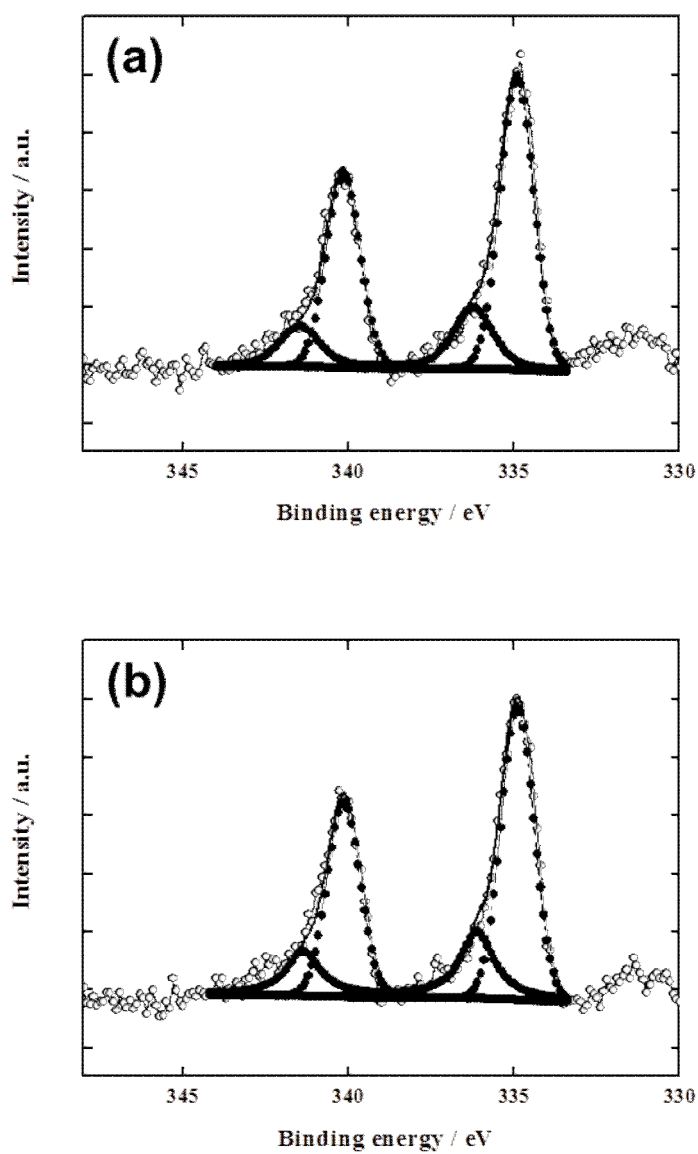 (a)
Intensity / a.u.
345 340 335 330
Binding energy / eV
(b)
Intensity / a.u.
345 340 335 330
Binding energy / eV